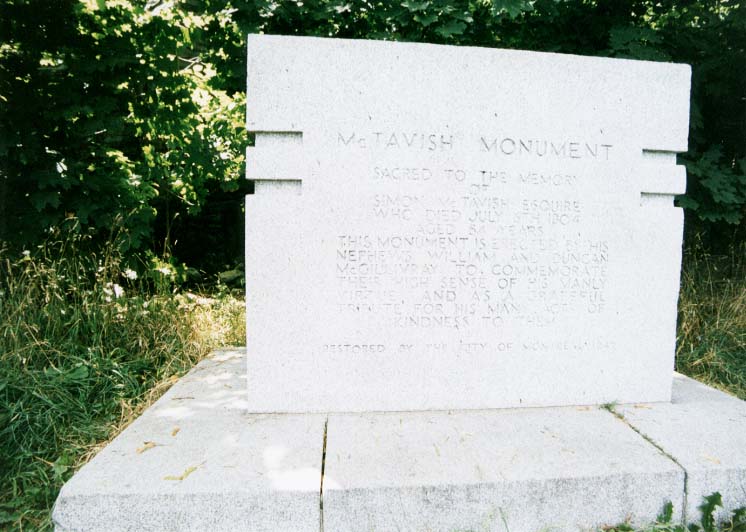 McTAVISH MONUMENT
SACRED TO THE MEMORY
OF
SIMON McTAVISH ESQUIRE
WHO DIED JULY 6TH 1804
AGED 54 YEARS
THIS MONUMENT IS ERECTED BY HIS
NEPHEWS WILLIAM AND DUNCAN
McGILLIVRAY TO COMMEMORATE
THEIR HIGH SENSE OF HIS MANLY
VIRTUE AND AS A GRATEFUL
TRIBUTE FOR HIS MANY ACTS OF
KINDNESS TO THEM
RESTORED BY THE CITY OF MONTREAL